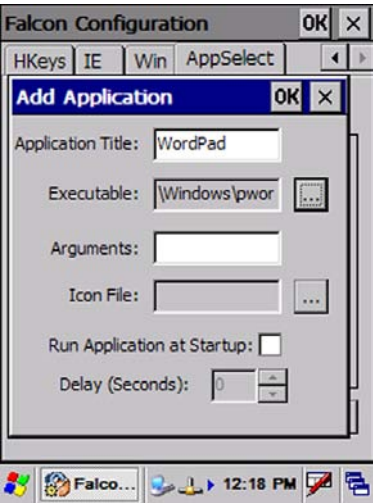 Falcon Configuration OK ×
HKeys IE Win AppSelect
Add Application OK ×
Application Title: WordPad
Executable: \Windows\pwor ...
Arguments:
Icon File: ...
Run Application at Startup:
Delay (Seconds): 0
Falco... 12:18 PM